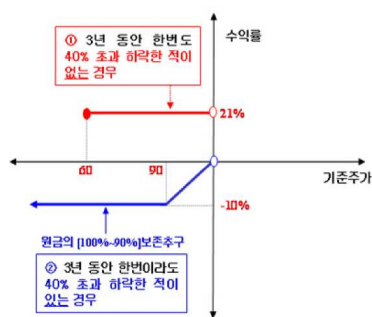 ① 3년 동안 한번도
40% 초과 하락한 적이
없는 경우
수익률
21%
60
90
기준주가
-10%
원금의 [100%~90%]보존추구
② 3년 동안 한번이라도
40% 초과 하락한 적이
있는 경우